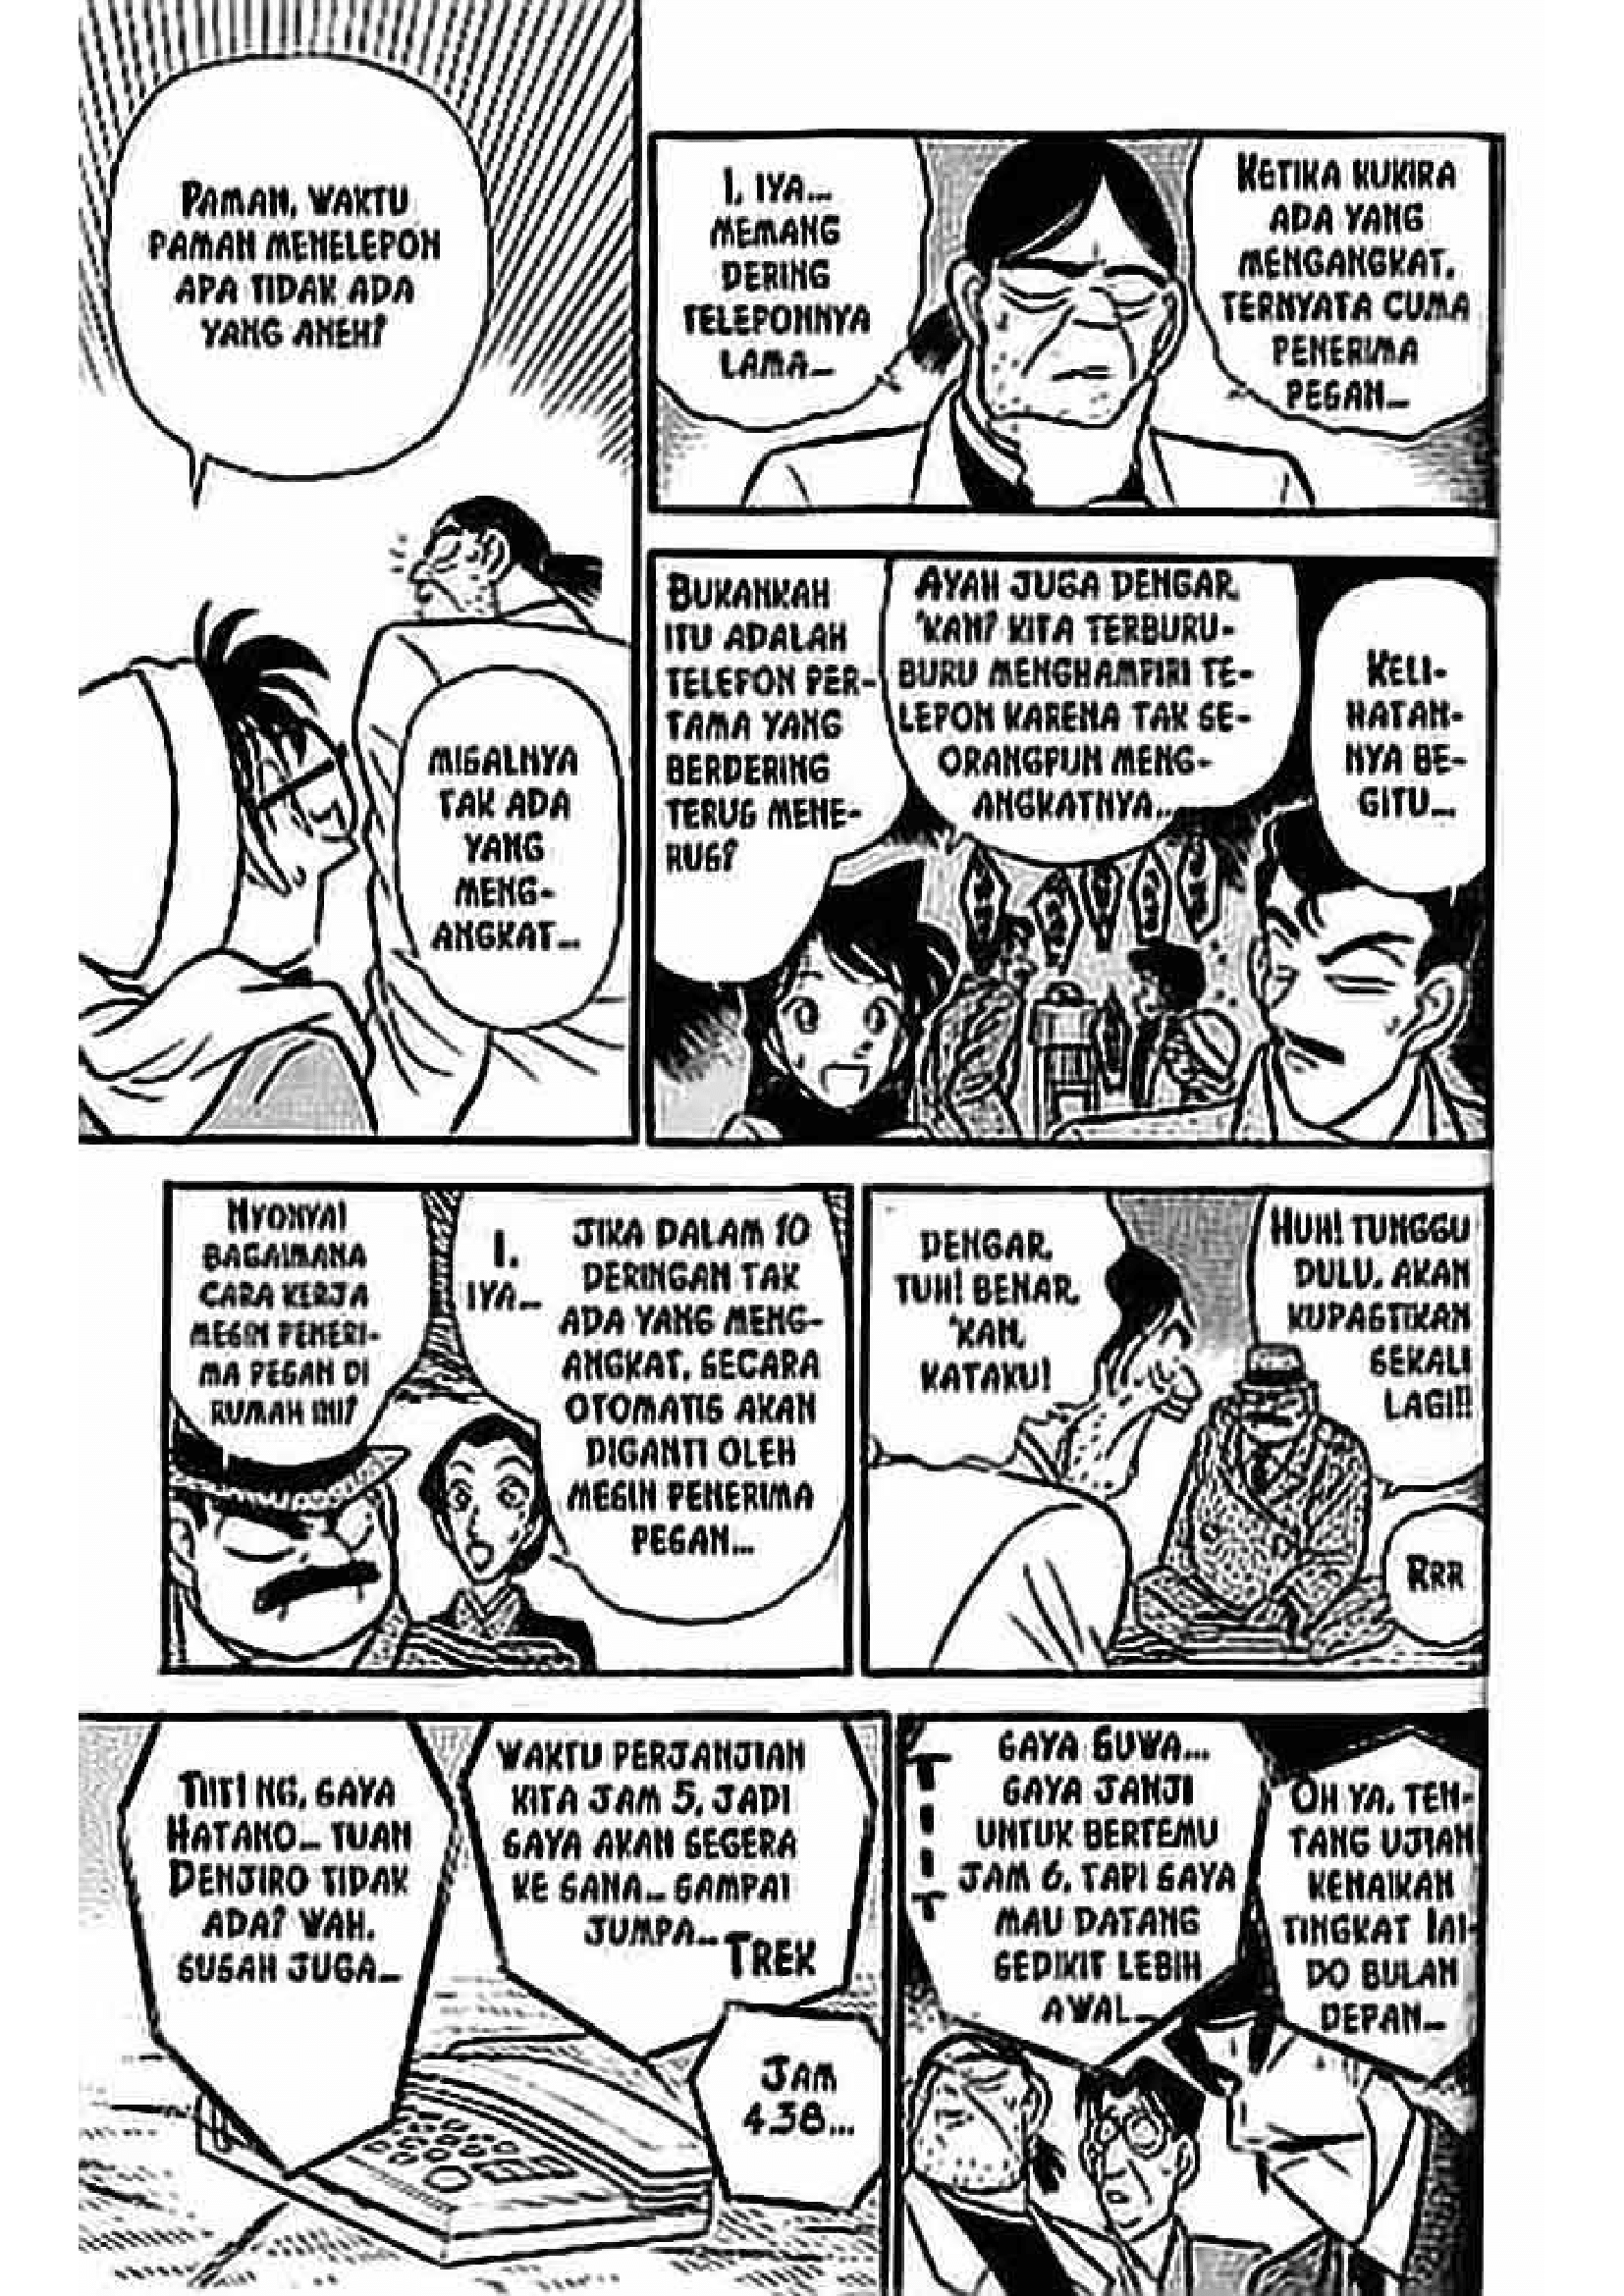 PAMAN, WAKTU
PAMAN MENELEPON
APA TIDAK ADA
YANG ANEH?
MISALNYA
TAK ADA
YANG
MENG-
ANGKAT...
I, IYA...
MEMANG
DERING
TELEPONNYA
LAMA...
KETIKA KUKIRA
ADA YANG
MENGANGKAT,
TERNYATA CUMA
PENERIMA
PESAN...
BUKANKAH
ITU ADALAH
TELEFON PER-
TAMA YANG
BERDERING
TERUS MENE-
RUS?
AYAH JUGA DENGAR,
'KAN? KITA TERBURU-
BURU MENGHAMPIRI TE-
LEPON KARENA TAK SE-
ORANGPUN MENG-
ANGKATNYA...
KELI-
HATAN-
NYA BE-
GITU...
NYONYA!
BAGAIMANA
CARA KERJA
MESIN PENERI-
MA PESAN DI
RUMAH INI?
I,
IYA...
JIKA DALAM 10
DERINGAN TAK
ADA YANG MENG-
ANGKAT, SECARA
OTOMATIS AKAN
DIGANTI OLEH
MESIN PENERIMA
PESAN...
DENGAR,
TUH! BENAR,
'KAN,
KATAKU!
HUH! TUNGGU
DULU, AKAN
KUPASTIKAN
SEKALI
LAGI!!
RRR
TIIT! NG, SAYA
HATANO... TUAN
DENJIRO TIDAK
ADA? WAH,
SUSAH JUGA...
WAKTU PERJANJIAN
KITA JAM 5, JADI
SAYA AKAN SEGERA
KE SANA... SAMPAI
JUMPA...
TREK
JAM
4.38...
TIIT
SAYA SUWA...
SAYA JANJI
UNTUK BERTEMU
JAM 6, TAPI SAYA
MAU DATANG
SEDIKIT LEBIH
AWAL...
OH YA, TEN-
TANG UJIAN
KENAIKAN
TINGKAT IAI-
DO BULAN
DEPAN...